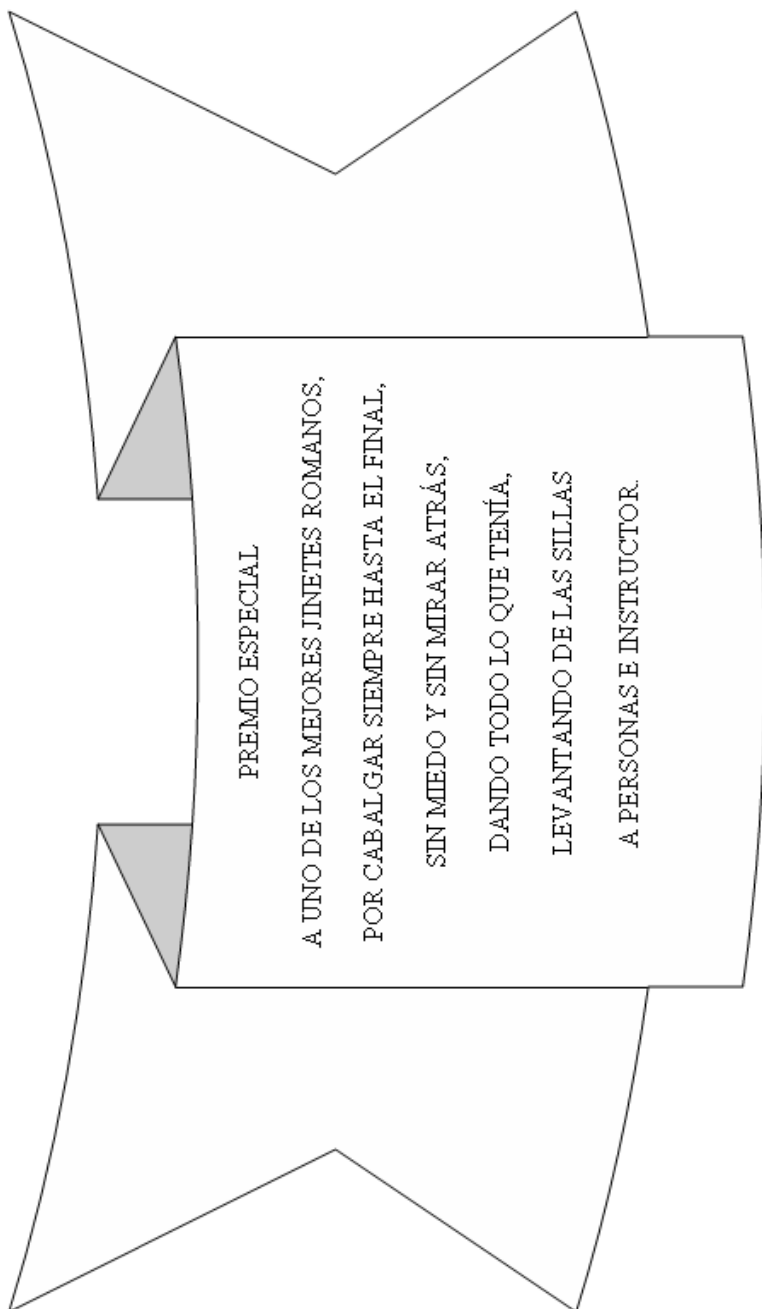 PREMIO ESPECIAL
A UNO DE LOS MEJORES JINETES ROMANOS,
POR CABALGAR SIEMPRE HASTA EL FINAL,
SIN MIEDO Y SIN MIRAR ATRÁS,
DANDO TODO LO QUE TENÍA,
LEVANTANDO DE LAS SILLAS
A PERSONAS E INSTRUCTOR.